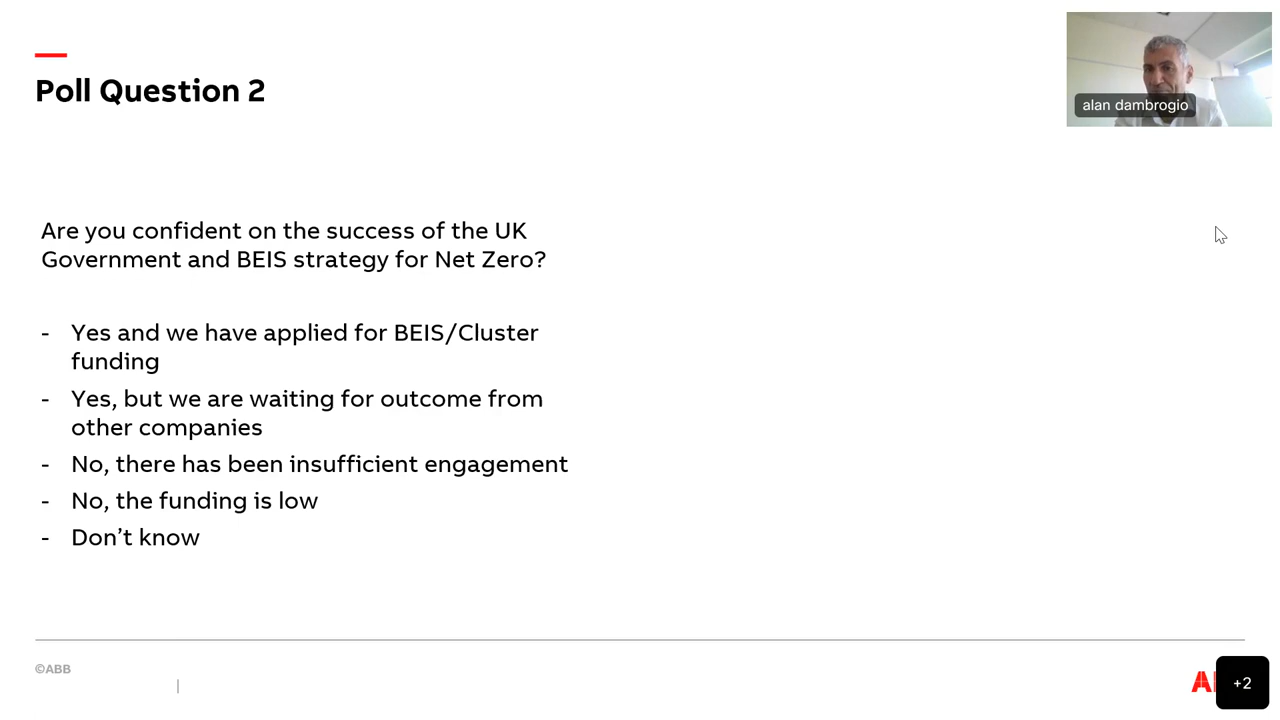 Poll Question 2
alan dambrogio
Are you confident on the success of the UK
Government and BEIS strategy for Net Zero?
- Yes and we have applied for BEIS/Cluster
funding
- Yes, but we are waiting for outcome from
other companies
- No, there has been insufficient engagement
- No, the funding is low
- Don’t know
©ABB
+2